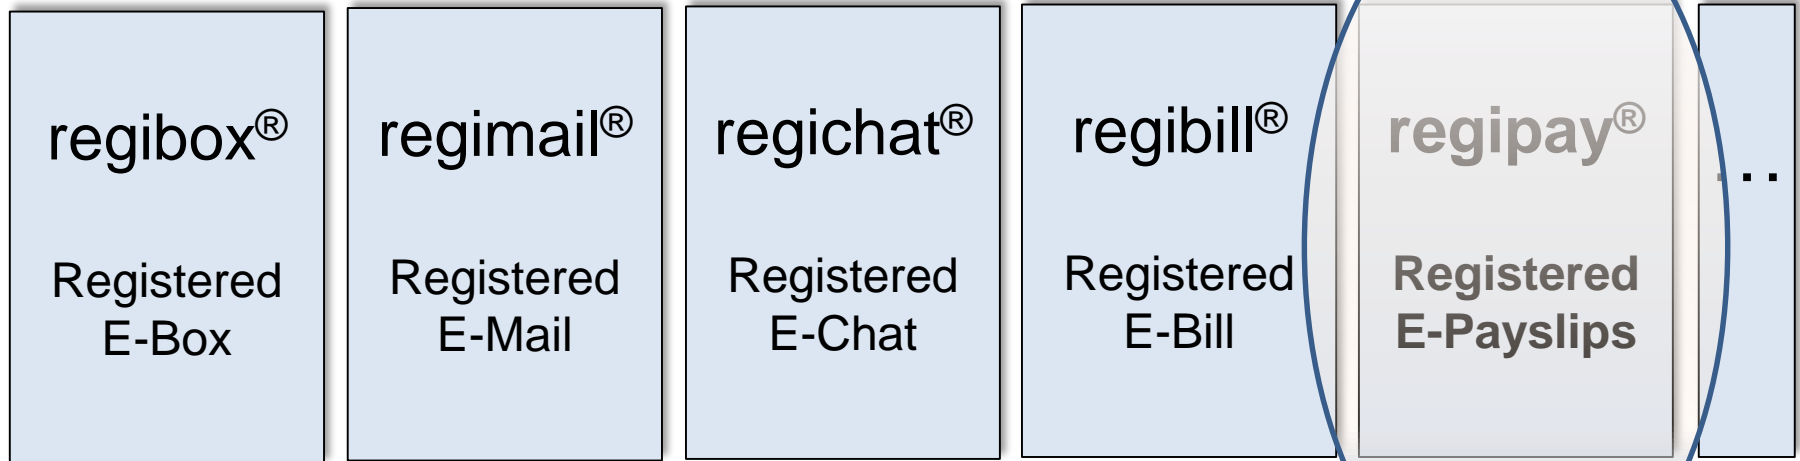 regibox®
Registered
E-Box
regimail®
Registered
E-Mail
regichat®
Registered
E-Chat
regibill®
Registered
E-Bill
regipay®
Registered
E-Payslips
...